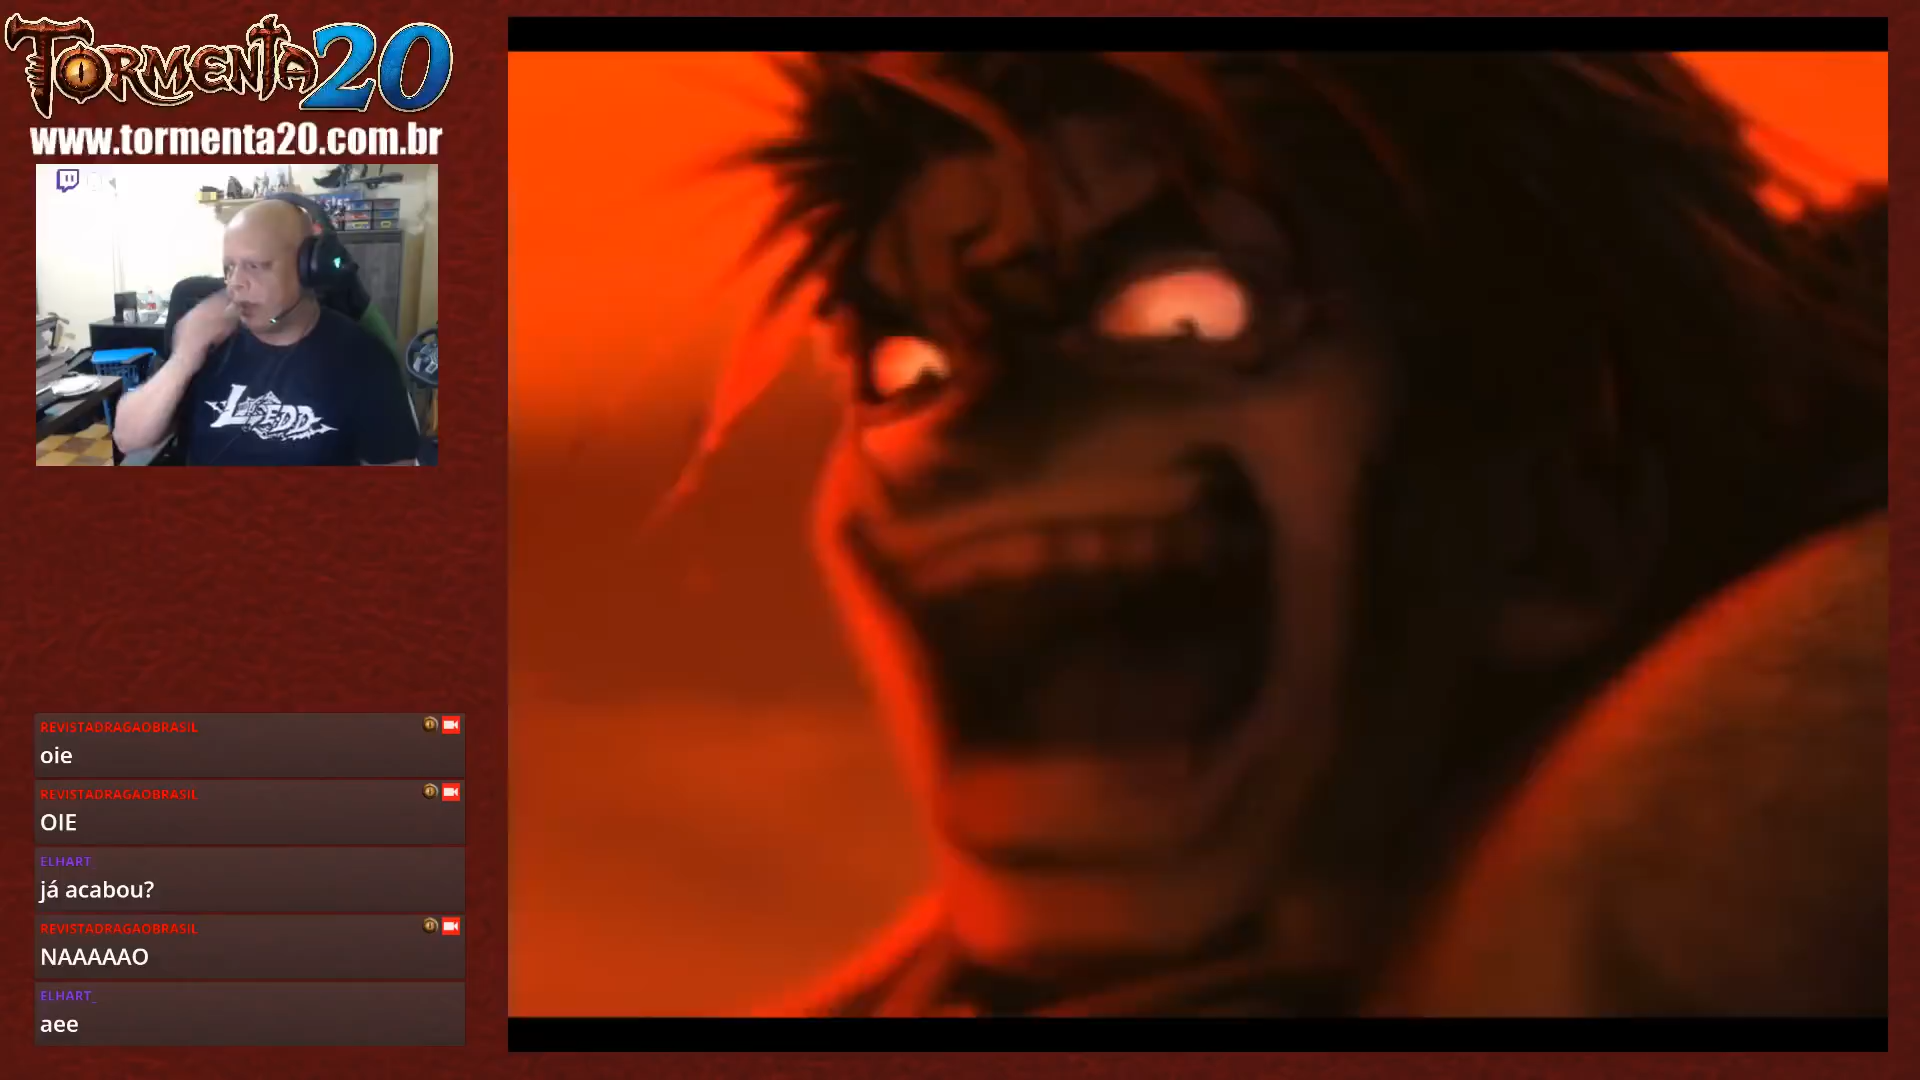 TORMENTA20
www.tormenta20.com.br
REVISTADRAGAOBRASIL
oie
REVISTADRAGAOBRASIL
OIE
ELHART_
já acabou?
REVISTADRAGAOBRASIL
NAAAAAO
ELHART_
aee